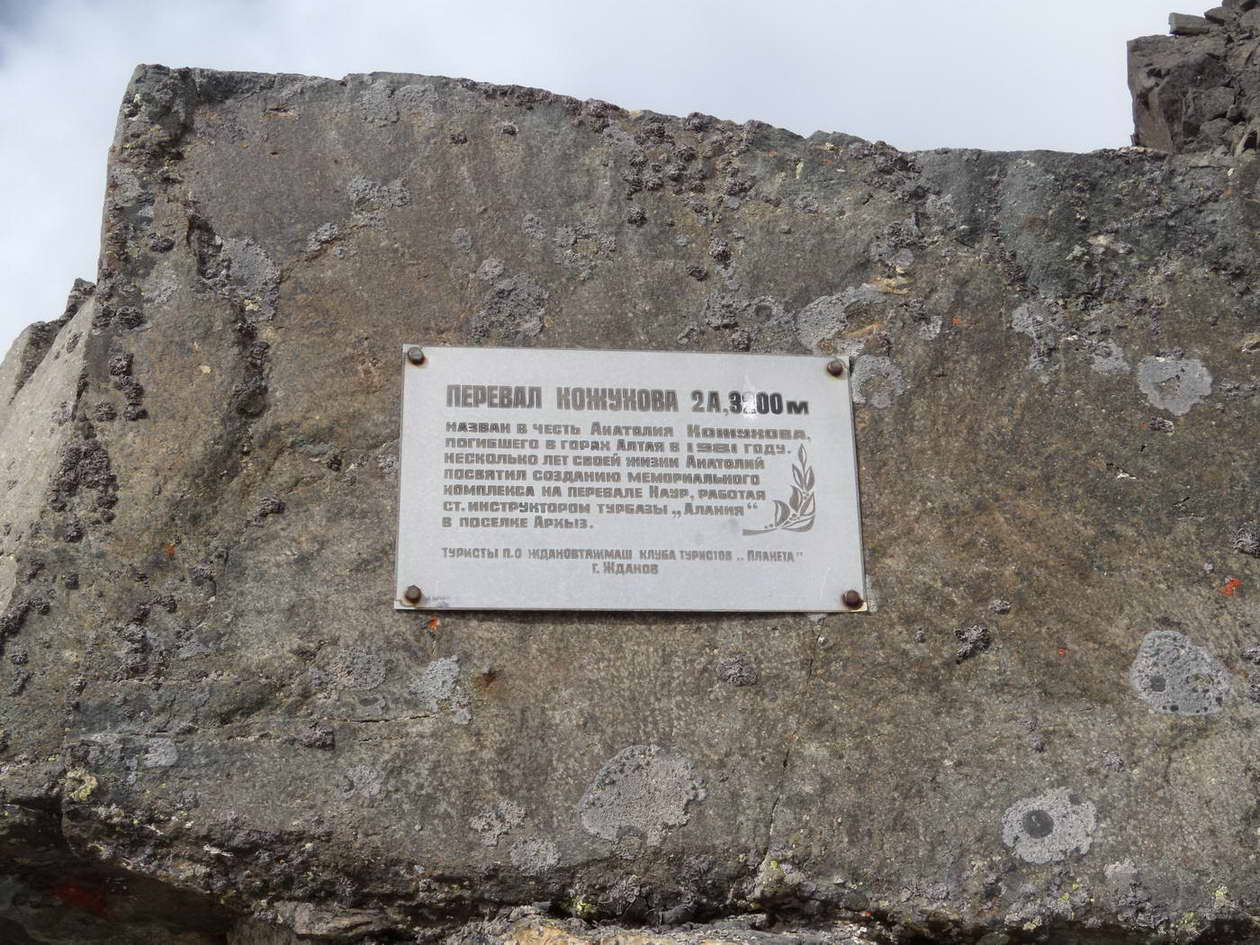 ПЕРЕВАЛ КОЖУХОВА 2А, 3200 м
НАЗВАН В ЧЕСТЬ АНАТОЛИЯ КОЖУХОВА,
ПОГИБШЕГО В ГОРАХ АЛТАЯ В 1981 ГОДУ.
НЕСКОЛЬКО ЛЕТ СВОЕЙ ЖИЗНИ АНАТОЛИЙ
ПОСВЯТИЛ СОЗДАНИЮ МЕМОРИАЛЬНОГО
КОМПЛЕКСА НА ПЕРЕВАЛЕ НАУР, РАБОТАЯ
СТ. ИНСТРУКТОРОМ ТУРБАЗЫ „АЛАНИЯ“
В ПОСЕЛКЕ АРХЫЗ.
ТУРИСТЫ П.О ЖДАНОВТЯЖМАШ КЛУБА ТУРИСТОВ „ПЛАНЕТА“
Г. ЖДАНОВ